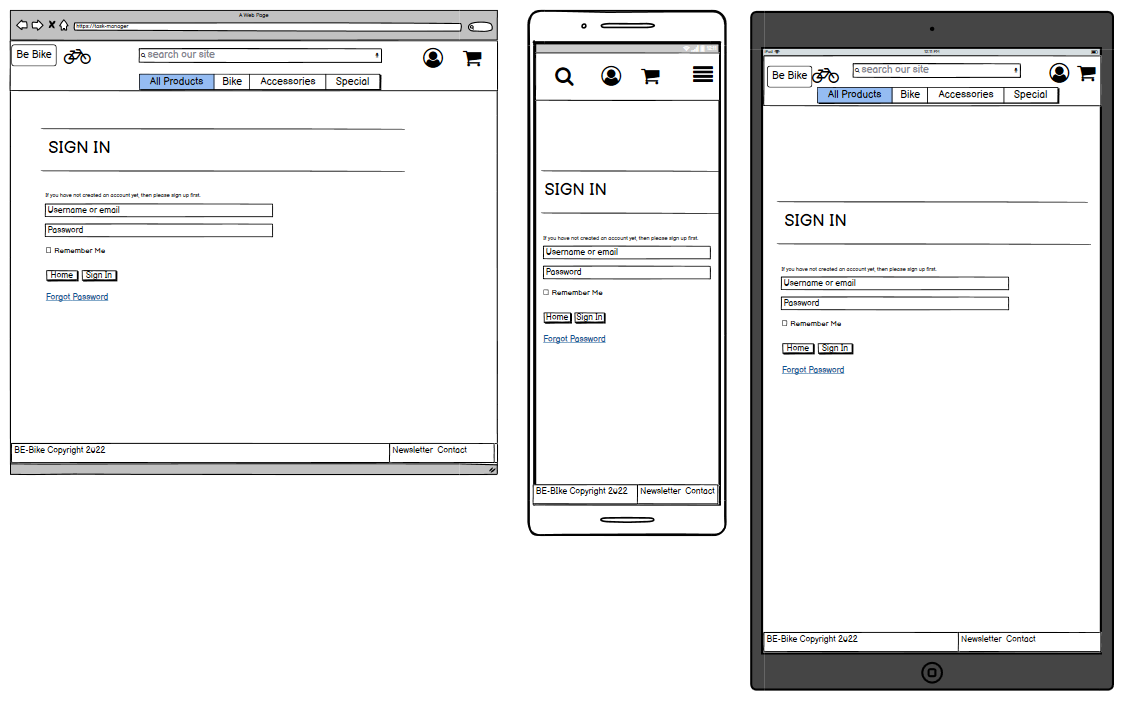 A Web Page
https://task-manager
Be Bike
search our site
All Products Bike Accessories Special
SIGN IN
If you have not created an account yet, then please sign up first.
Username or email
Password
Remember Me
Home Sign In
Forgot Password
BE-Bike Copyright 2022
Newsletter Contact
SIGN IN
If you have not created an account yet, then please sign up first.
Username or email
Password
Remember Me
Home Sign In
Forgot Password
BE-BIke Copyright 2022
Newsletter Contact
iPad
Be Bike
search our site
All Products Bike Accessories Special
SIGN IN
If you have not created an account yet, then please sign up first.
Username or email
Password
Remember Me
Home Sign In
Forgot Password
BE-Bike Copyright 2022
Newsletter Contact